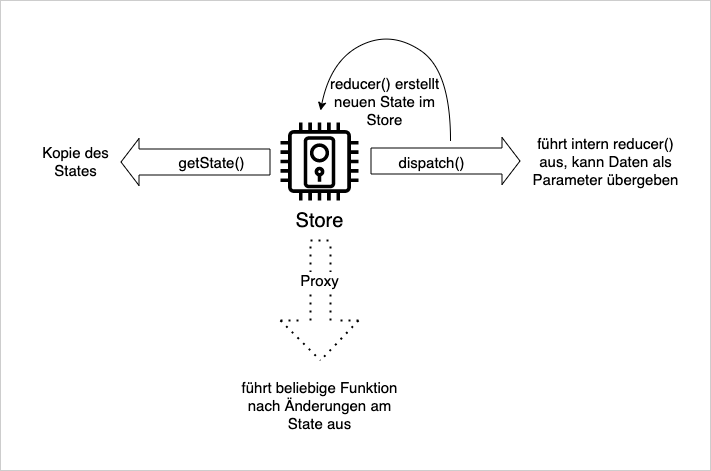 reducer() erstellt
neuen State im
Store
Kopie des
States
getState()
dispatch()
führt intern reducer()
aus, kann Daten als
Parameter übergeben
Store
Proxy
führt beliebige Funktion
nach Änderungen am
State aus